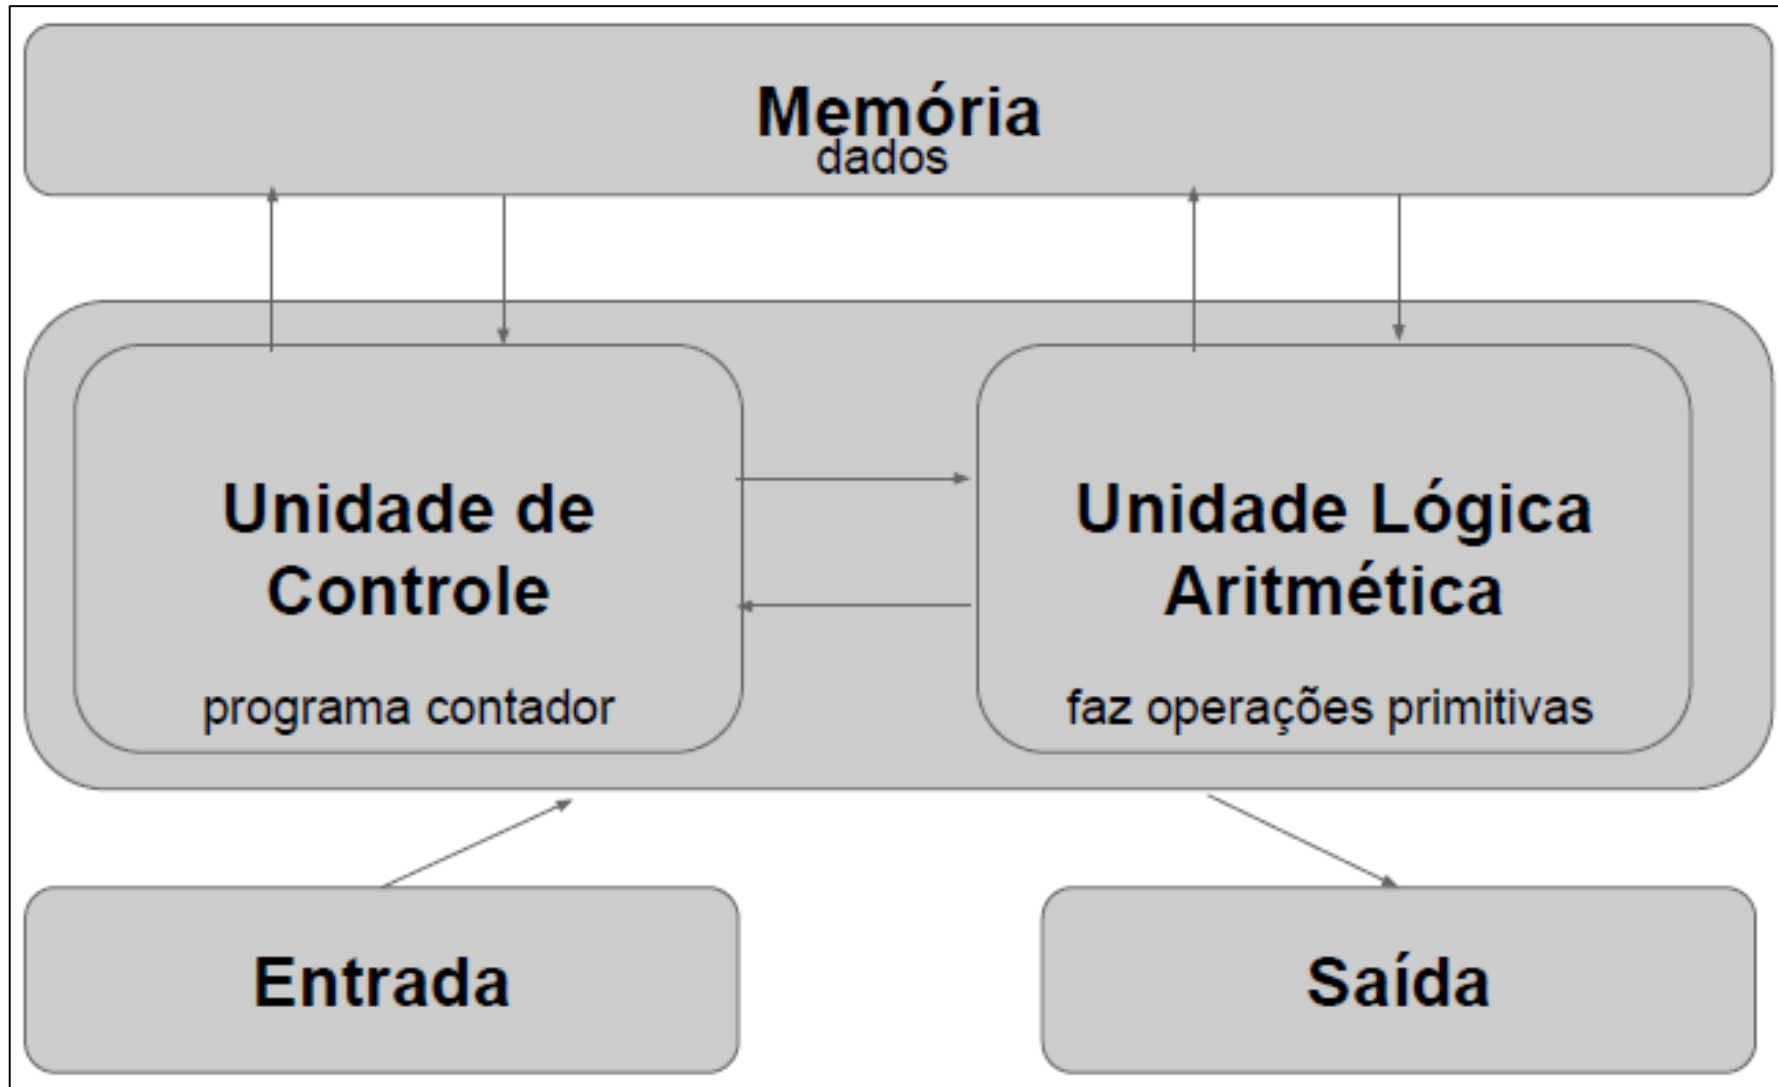 Memória
dados
Unidade de
Controle
programa contador
Unidade Lógica
Aritmética
faz operações primitivas
Entrada
Saída